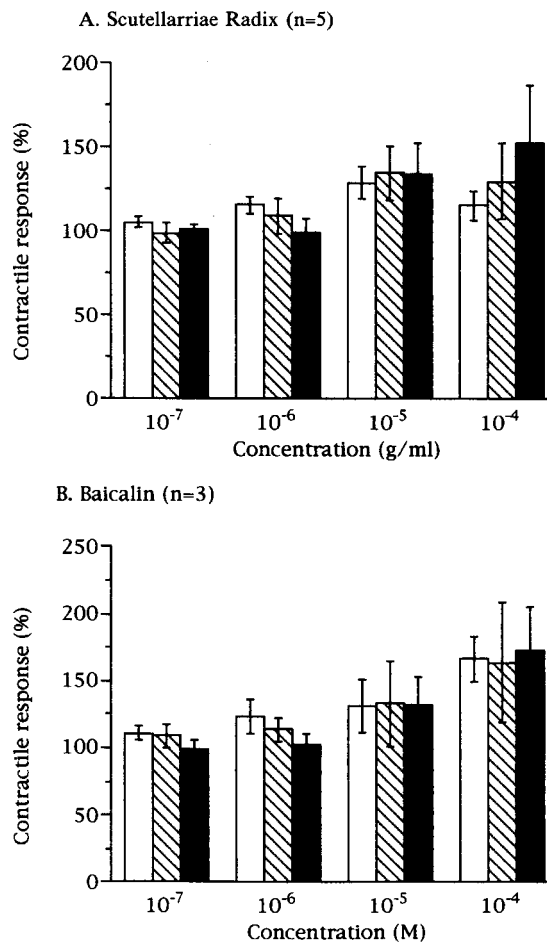 A. Scutellarriae Radix (n=5)
200
150
100
50
0
Contractile response (%)
10⁻⁷ 10⁻⁶ 10⁻⁵ 10⁻⁴
Concentration (g/ml)
B. Baicalin (n=3)
250
200
150
100
50
0
Contractile response (%)
10⁻⁷ 10⁻⁶ 10⁻⁵ 10⁻⁴
Concentration (M)